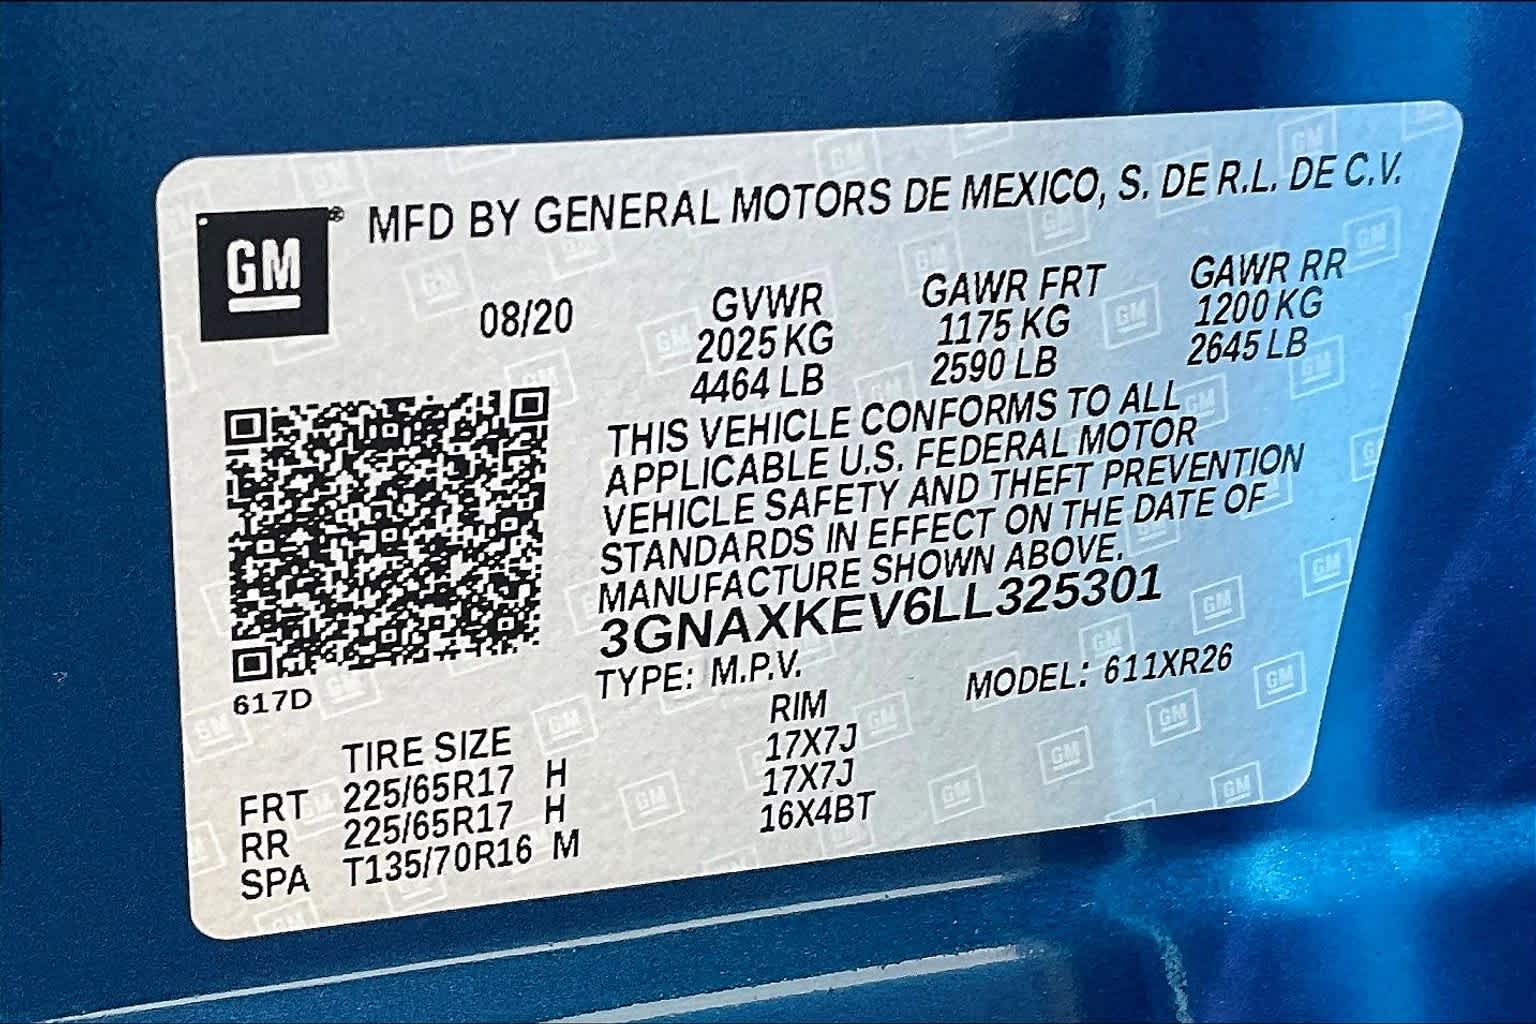 GM® MFD BY GENERAL MOTORS DE MEXICO, S. DE R.L. DE C.V.
08/20 GVWR GAWR FRT GAWR RR
2025 KG 1175 KG 1200 KG
4464 LB 2590 LB 2645 LB
THIS VEHICLE CONFORMS TO ALL
APPLICABLE U.S. FEDERAL MOTOR
VEHICLE SAFETY AND THEFT PREVENTION
STANDARDS IN EFFECT ON THE DATE OF
MANUFACTURE SHOWN ABOVE.
3GNAXKEV6LL325301
TYPE: M.P.V. MODEL: 611XR26
617D
TIRE SIZE RIM
FRT 225/65R17 H 17X7J
RR 225/65R17 H 17X7J
SPA T135/70R16 M 16X4BT